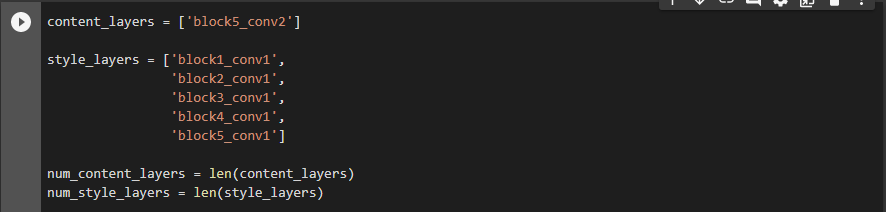 content_layers = ['block5_conv2']
style_layers = ['block1_conv1',
'block2_conv1',
'block3_conv1',
'block4_conv1',
'block5_conv1']
num_content_layers = len(content_layers)
num_style_layers = len(style_layers)